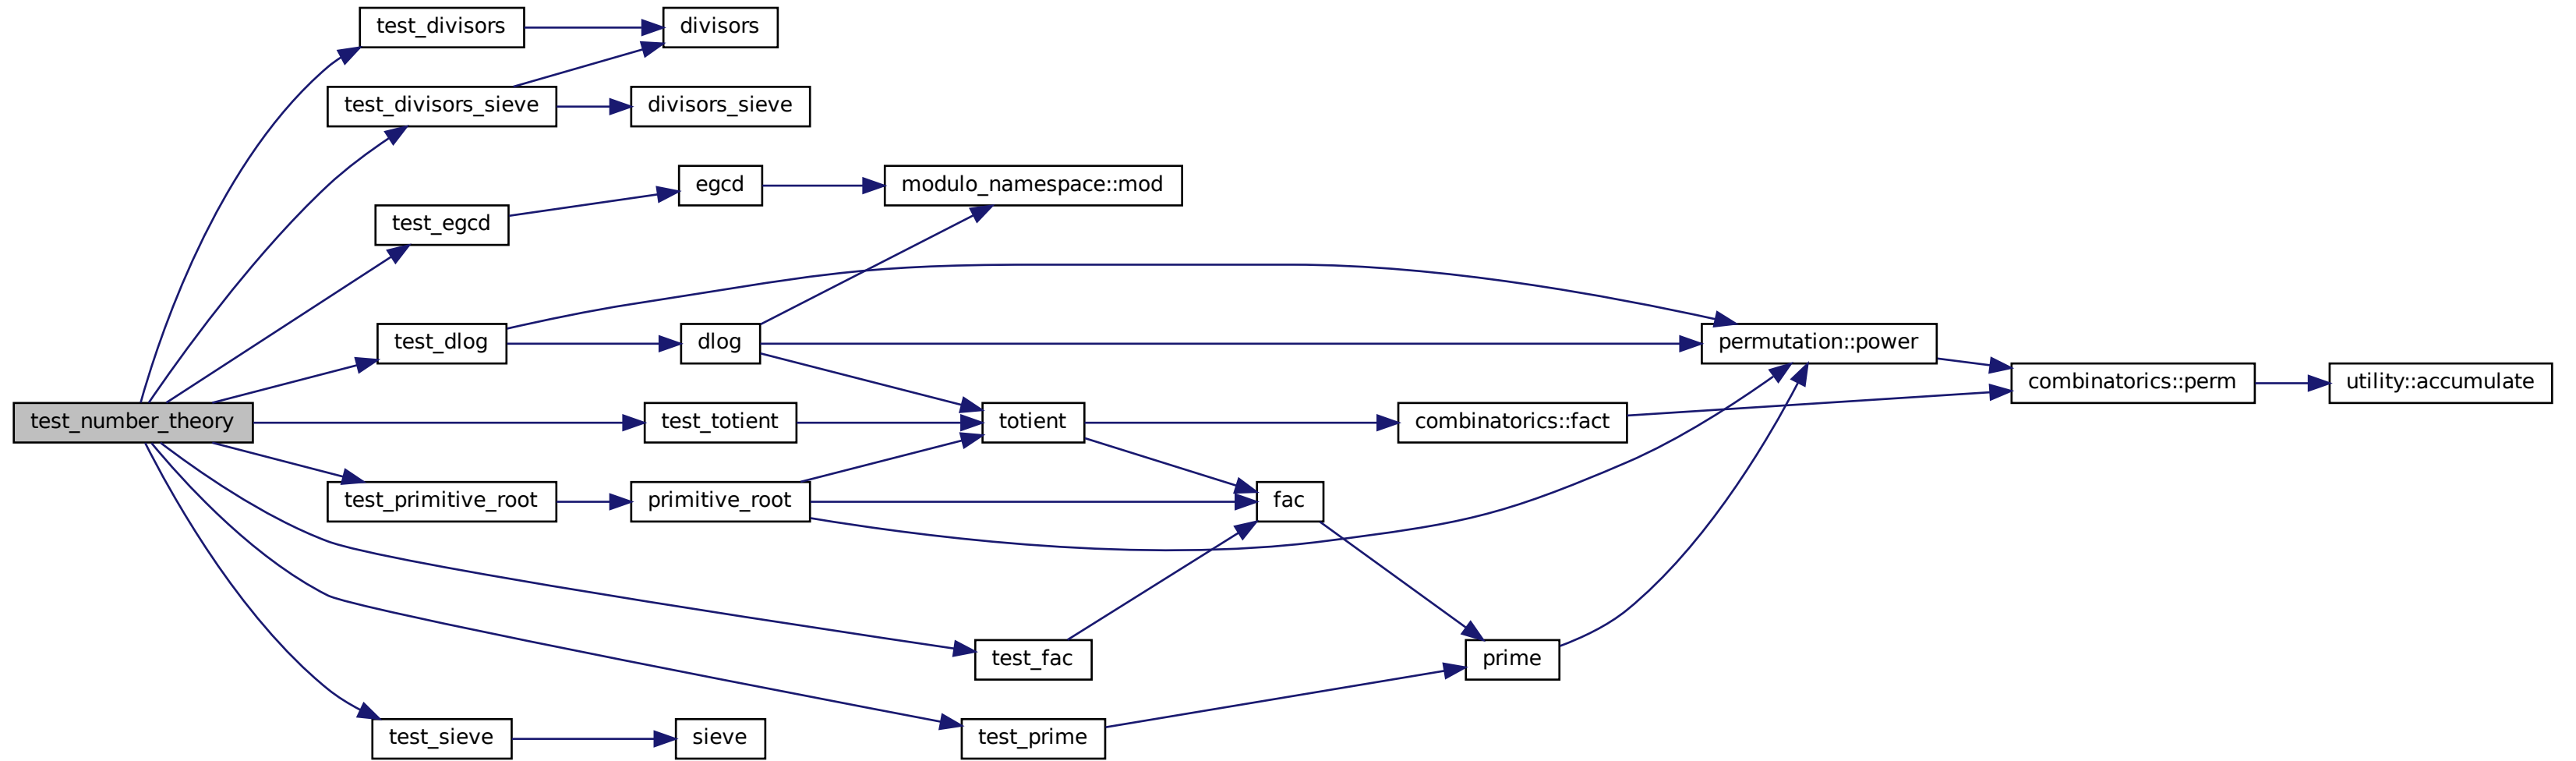 test_divisors
divisors
test_divisors_sieve
divisors_sieve
egcd
modulo_namespace::mod
test_egcd
test_dlog
dlog
permutation::power
combinatorics::perm
utility::accumulate
test_number_theory
test_totient
totient
combinatorics::fact
test_primitive_root
primitive_root
fac
test_fac
prime
test_sieve
sieve
test_prime